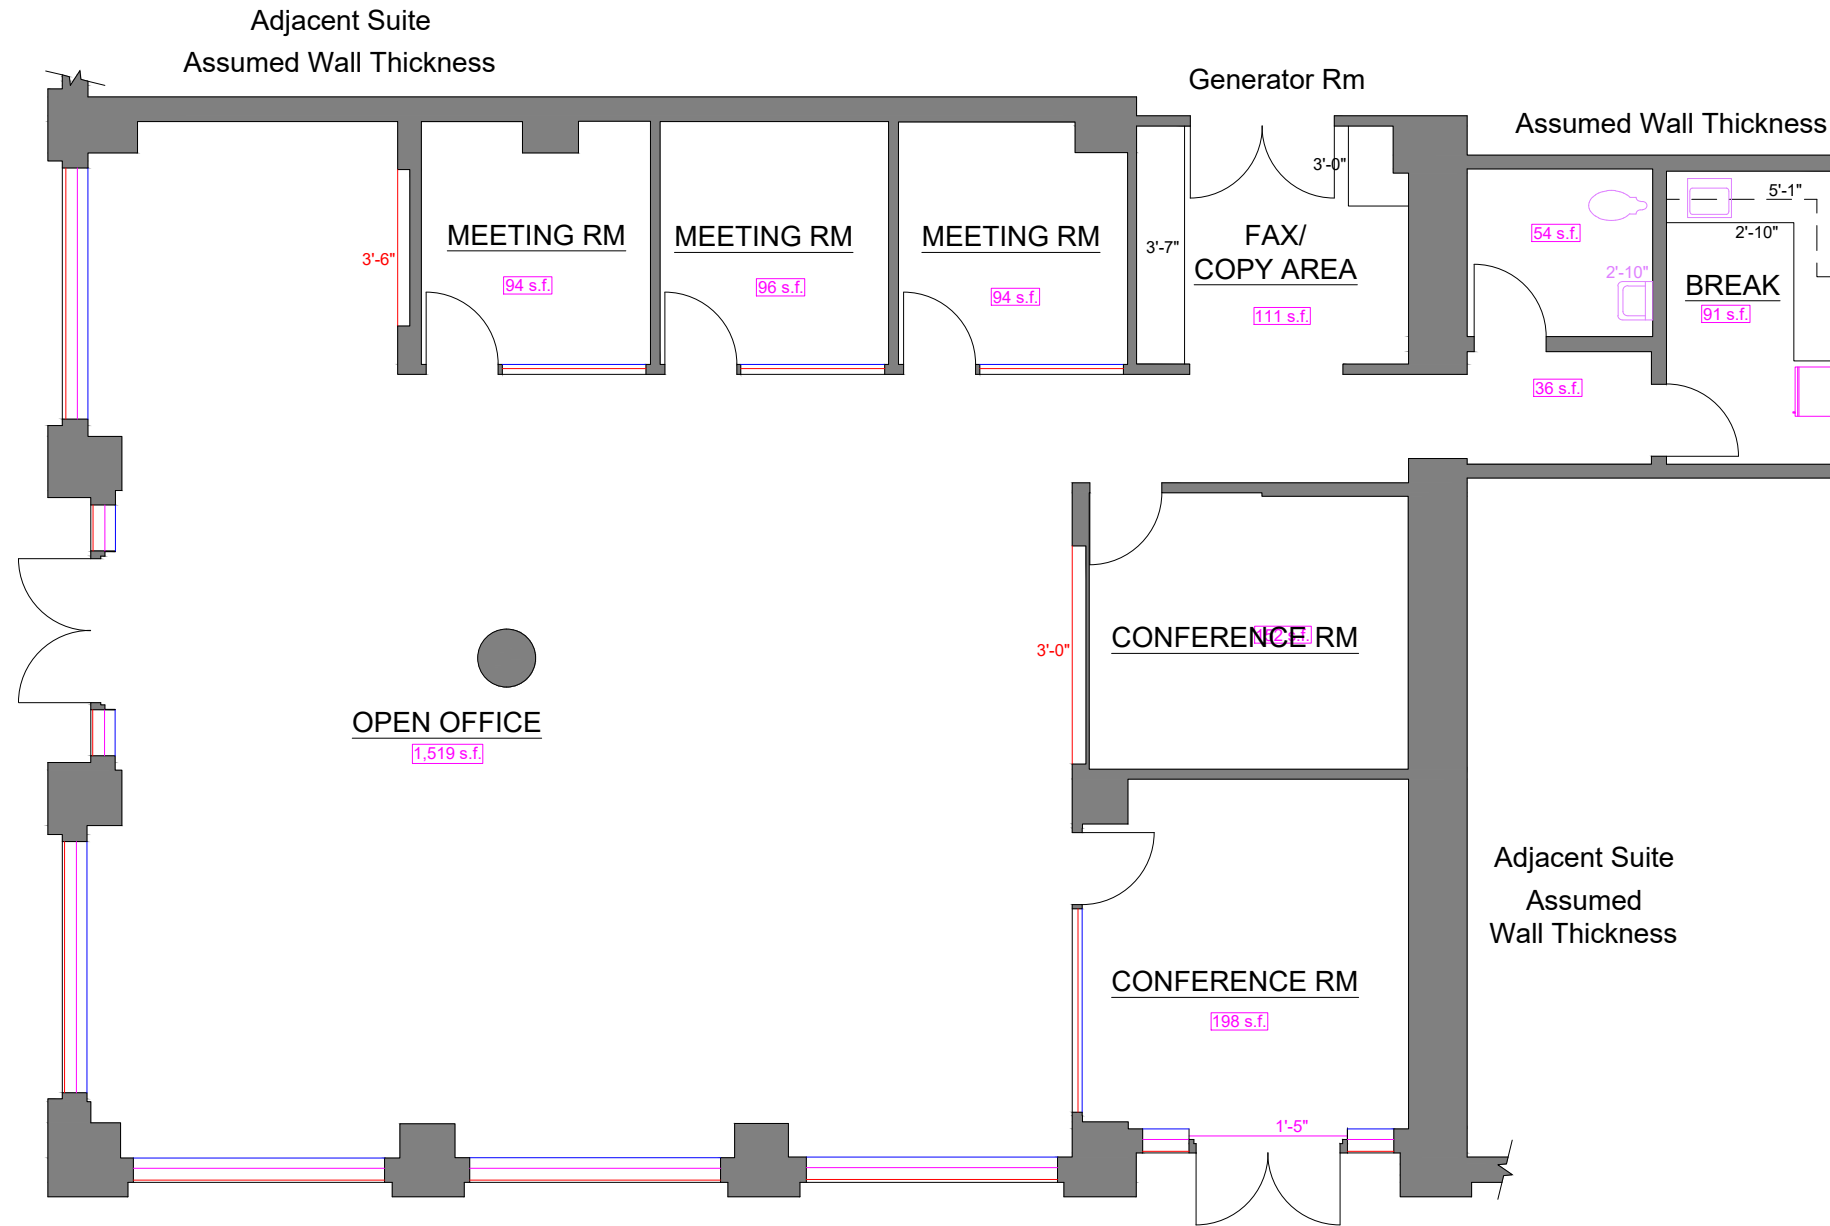 Adjacent Suite
Assumed Wall Thickness
Generator Rm
Assumed Wall Thickness
3'-0"
5'-1"
2'-10"
MEETING RM
94 s.f.
MEETING RM
96 s.f.
MEETING RM
94 s.f.
3'-6"
3'-7"
FAX/
COPY AREA
111 s.f.
54 s.f.
2'-10"
BREAK
91 s.f.
36 s.f.
CONFERENCE RM
3'-0"
OPEN OFFICE
1,519 s.f.
Adjacent Suite
Assumed
Wall Thickness
CONFERENCE RM
198 s.f.
1'-5"